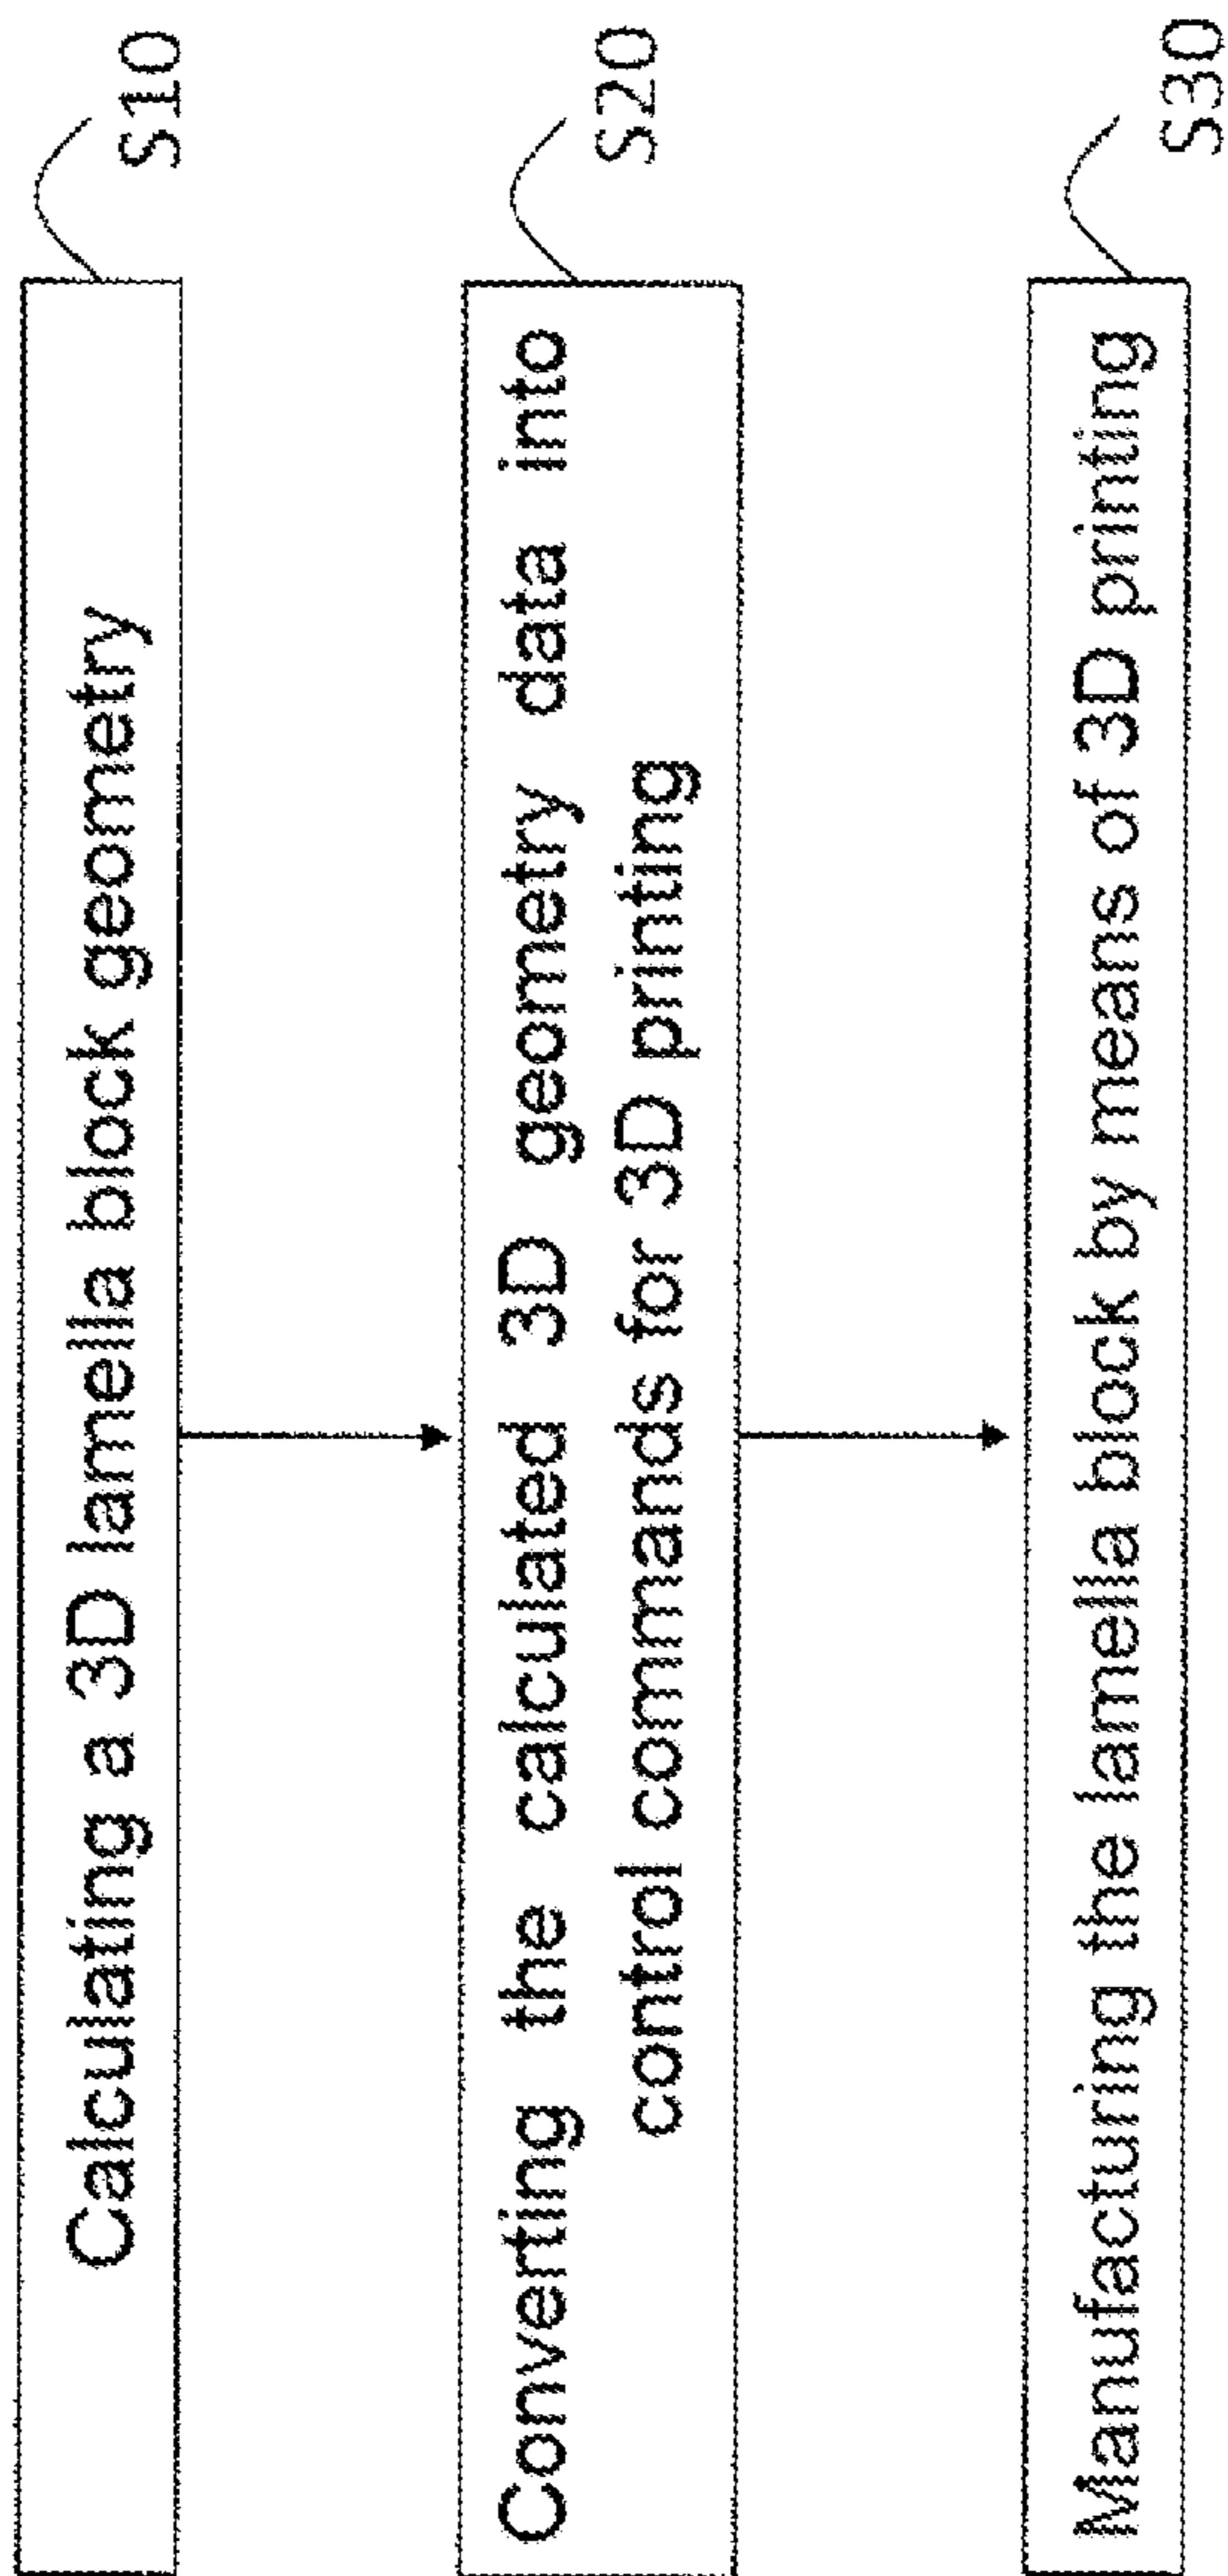 Calculating a 3D lamella block geometry
S10
Converting the calculated 3D geometry data into
control commands for 3D printing
S20
Manufacturing the lamella block by means of 3D printing
S30